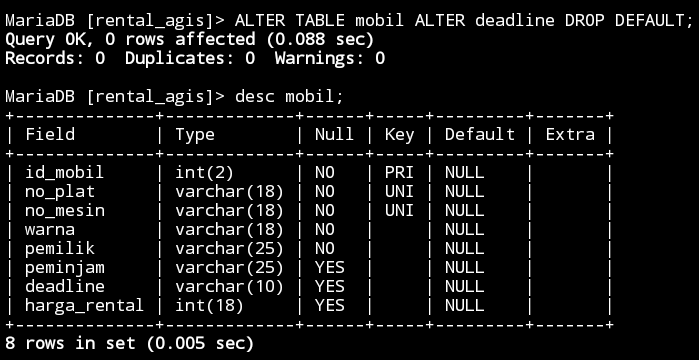 MariaDB [rental_agis]> ALTER TABLE mobil ALTER deadline DROP DEFAULT;
Query OK, 0 rows affected (0.088 sec)
Records: 0  Duplicates: 0  Warnings: 0

MariaDB [rental_agis]> desc mobil;
+--------------+-------------+------+-----+---------+-------+
| Field        | Type        | Null | Key | Default | Extra |
+--------------+-------------+------+-----+---------+-------+
| id_mobil     | int(2)      | NO   | PRI | NULL    |       |
| no_plat      | varchar(18) | NO   | UNI | NULL    |       |
| no_mesin     | varchar(18) | NO   | UNI | NULL    |       |
| warna        | varchar(18) | NO   |     | NULL    |       |
| pemilik      | varchar(25) | NO   |     | NULL    |       |
| peminjam     | varchar(25) | YES  |     | NULL    |       |
| deadline     | varchar(10) | YES  |     | NULL    |       |
| harga_rental | int(18)     | YES  |     | NULL    |       |
+--------------+-------------+------+-----+---------+-------+
8 rows in set (0.005 sec)